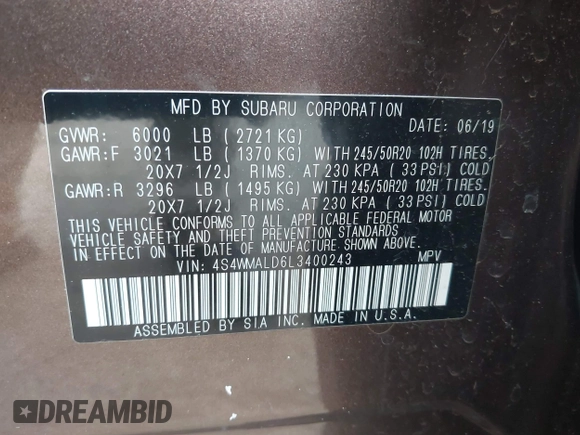 MFD BY SUBARU CORPORATION
DATE: 06/19
GVWR: 6000 LB ( 2721 KG)
GAWR:F 3021 LB ( 1370 KG) WITH 245/50R20 102H TIRES.
20X7 1/2J RIMS. AT 230 KPA ( 33 PSI) COLD
GAWR:R 3296 LB ( 1495 KG) WITH 245/50R20 102H TIRES.
20X7 1/2J RIMS. AT 230 KPA ( 33 PSI) COLD
THIS VEHICLE CONFORMS TO ALL APPLICABLE FEDERAL MOTOR
VEHICLE SAFETY AND THEFT PREVENTION STANDARDS
IN EFFECT ON THE DATE OF MANUFACTURE SHOWN ABOVE.
VIN: 4S4WMALD6L3400243 MPV
ASSEMBLED BY SIA INC. MADE IN U.S.A.
DREAMBID